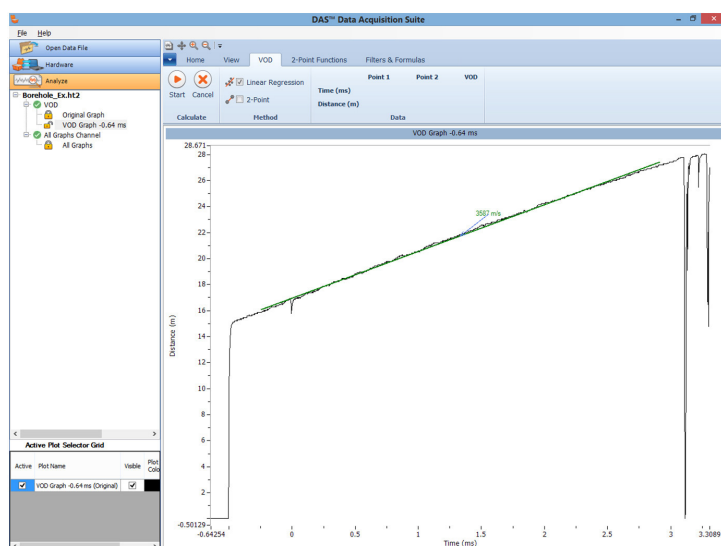 DAS™ Data Acquisition Suite
File Help
Open Data File
Hardware
Analyze
Borehole_Ex.ht2
VOD
Original Graph
VOD Graph -0.64 ms
All Graphs Channel
All Graphs
Active Plot Selector Grid
Active Plot Name Visible Plot Colo
VOD Graph -0.64 ms (Original)
Home View VOD 2-Point Functions Filters & Formulas
Start Cancel
Calculate
Linear Regression
2-Point
Method
Point 1 Point 2 VOD
Time (ms)
Distance (m)
Data
VOD Graph -0.64 ms
28.671
28
26
24
22
20
18
16
14
12
10
8
6
4
2
-0.50129
Distance (m)
3587 m/s
-0.64254 0 0.5 1 1.5 2 2.5 3.3089
Time (ms)